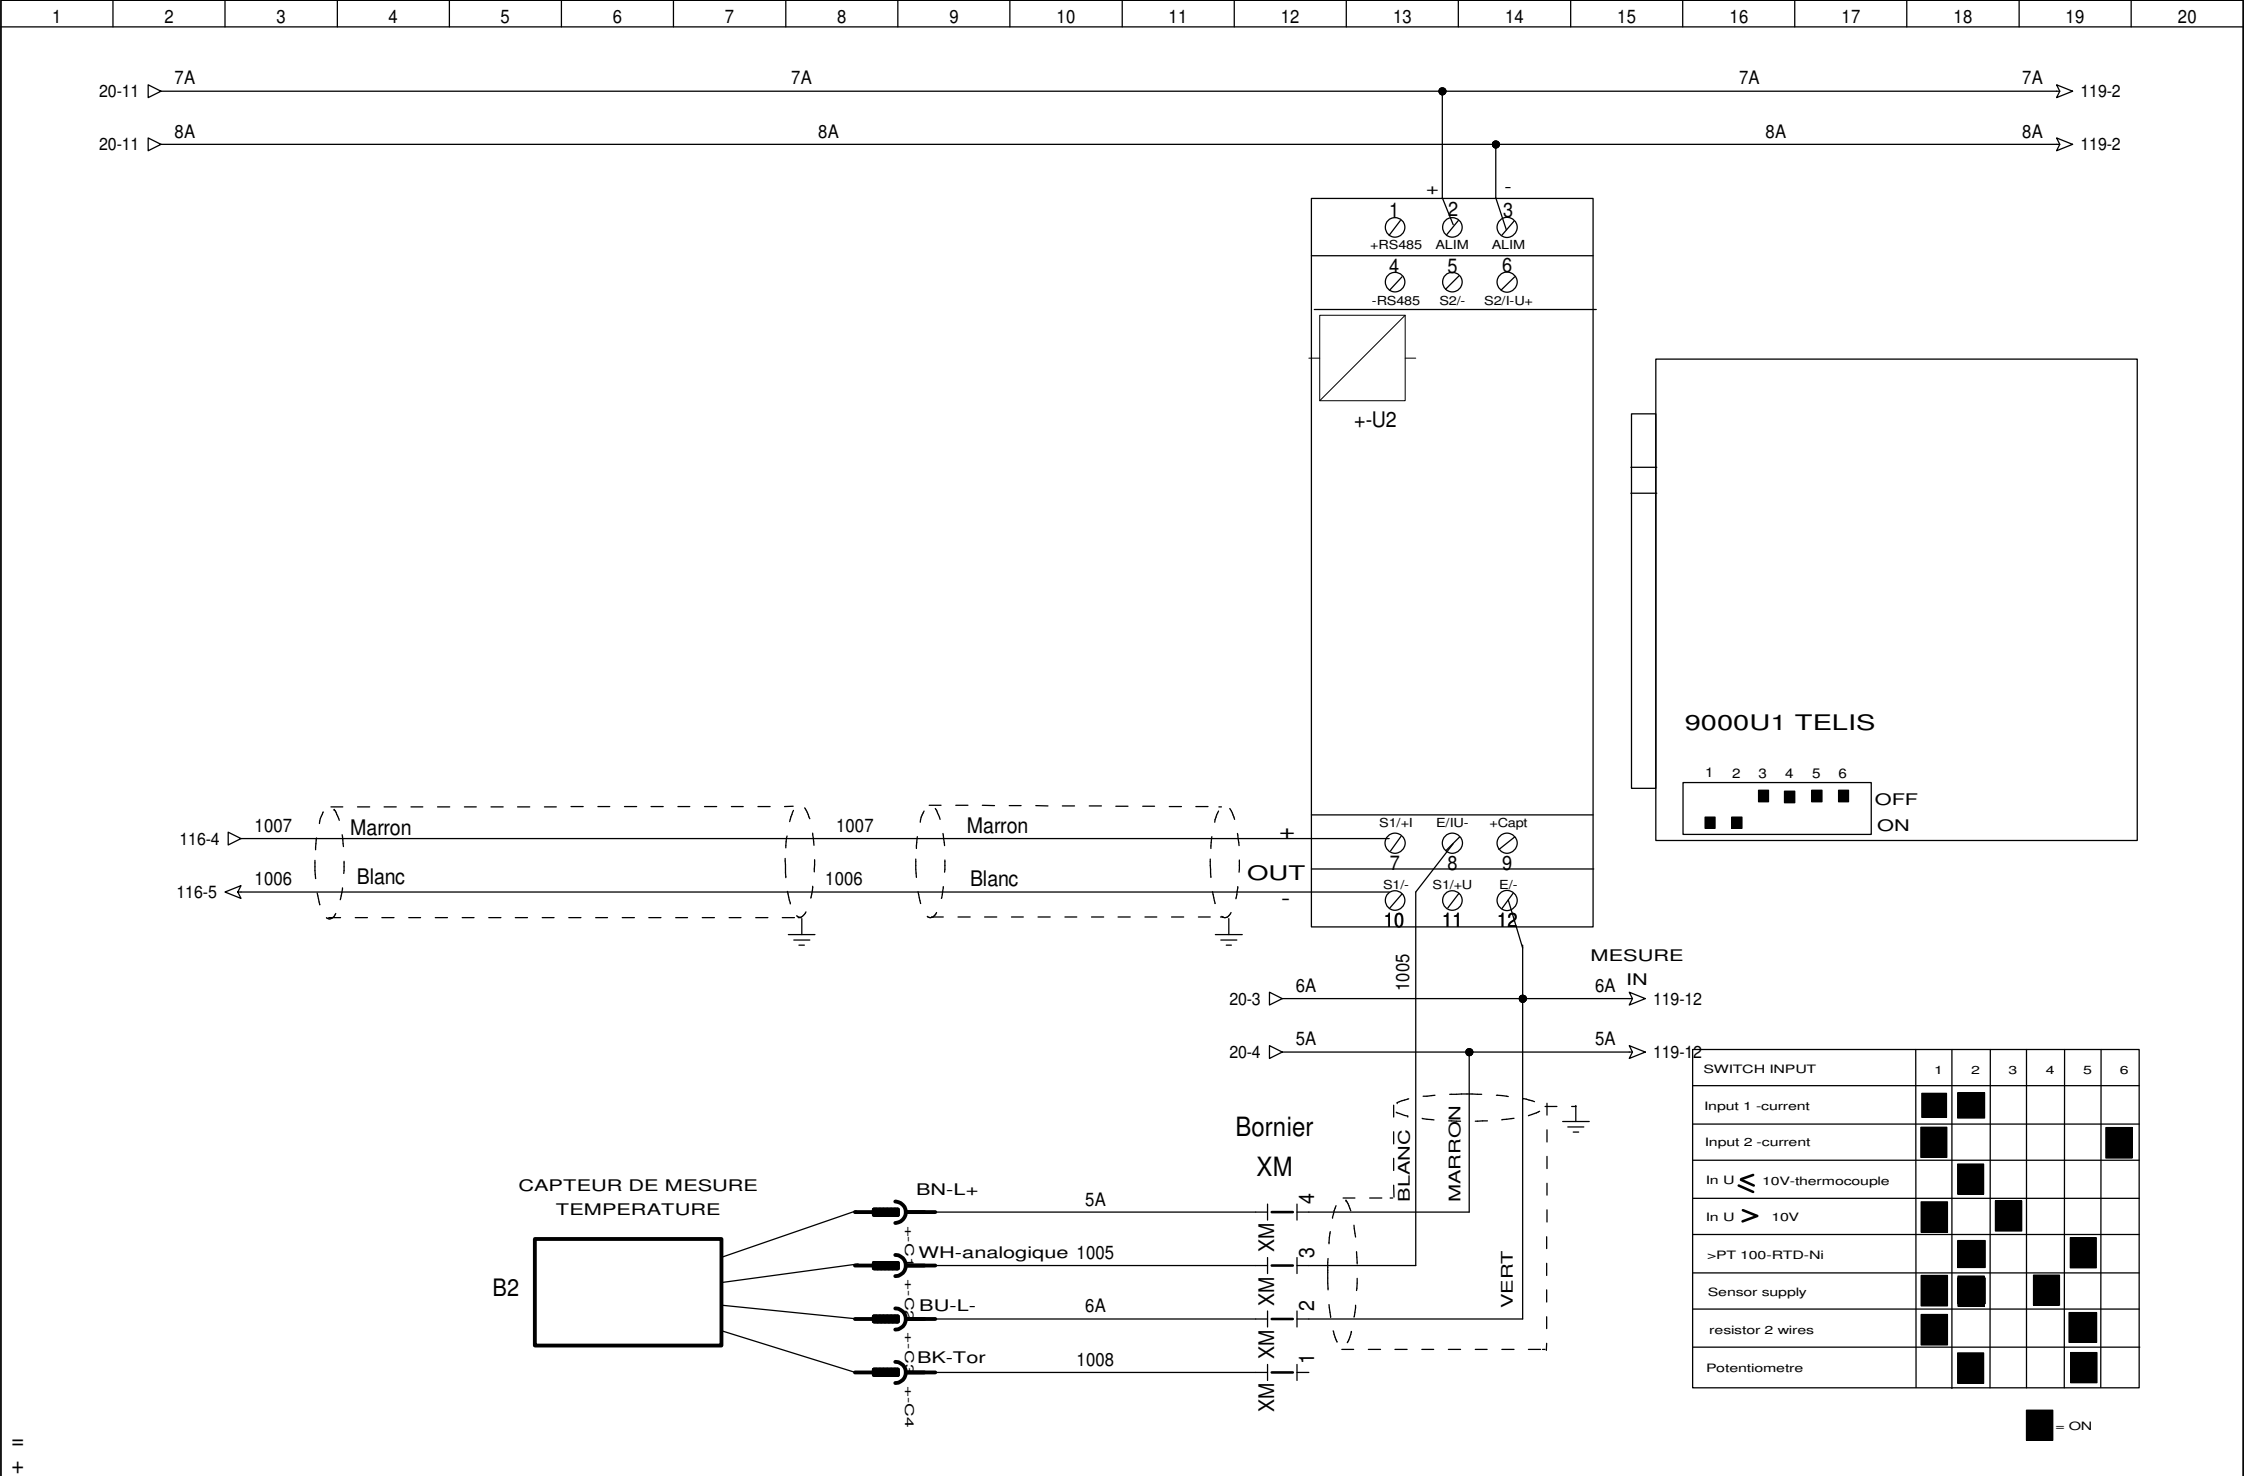 1 2 3 4 5 6 7 8 9 10 11 12 13 14 15 16 17 18 19 20
7A 7A 7A 7A
20-11 119-2
8A 8A 8A 8A
20-11 119-2
+ -
1 2 3
+RS485 ALIM ALIM
4 5 6
-RS485 S2/- S2/I-U+
+-U2
9000U1 TELIS
1 2 3 4 5 6
OFF
ON
116-4 1007 Marron 1007 Marron +
S1/+I E/IU- +Capt
7 8 9
OUT
116-5 1006 Blanc 1006 Blanc -
S1/- S1/+U E/-
10 11 12
1005
MESURE
IN
20-3 6A 6A 119-12
20-4 5A 5A 119-12
SWITCH INPUT 1 2 3 4 5 6
Input 1 -current
Input 2 -current
In U ≤ 10V-thermocouple
In U > 10V
>PT 100-RTD-Ni
Sensor supply
resistor 2 wires
Potentiometre
= ON
Bornier
XM
BLANC
MARRON
VERT
CAPTEUR DE MESURE
TEMPERATURE
B2
BN-L+ 5A XM 4
WH-analogique 1005 XM 3
BU-L- 6A XM 2
BK-Tor 1008 XM 1
+-C4
=
+